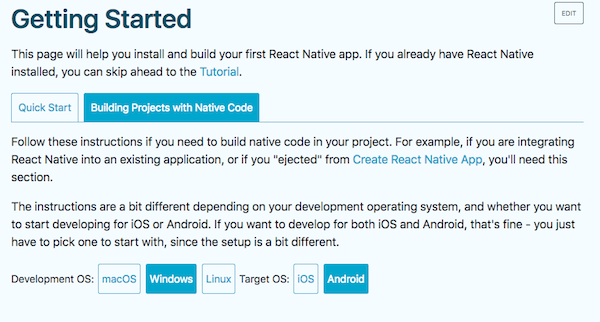 Getting Started
EDIT
This page will help you install and build your first React Native app. If you already have React Native
installed, you can skip ahead to the Tutorial.
Quick Start Building Projects with Native Code
Follow these instructions if you need to build native code in your project. For example, if you are integrating
React Native into an existing application, or if you "ejected" from Create React Native App, you'll need this
section.
The instructions are a bit different depending on your development operating system, and whether you want
to start developing for iOS or Android. If you want to develop for both iOS and Android, that's fine - you just
have to pick one to start with, since the setup is a bit different.
Development OS: macOS Windows Linux Target OS: iOS Android